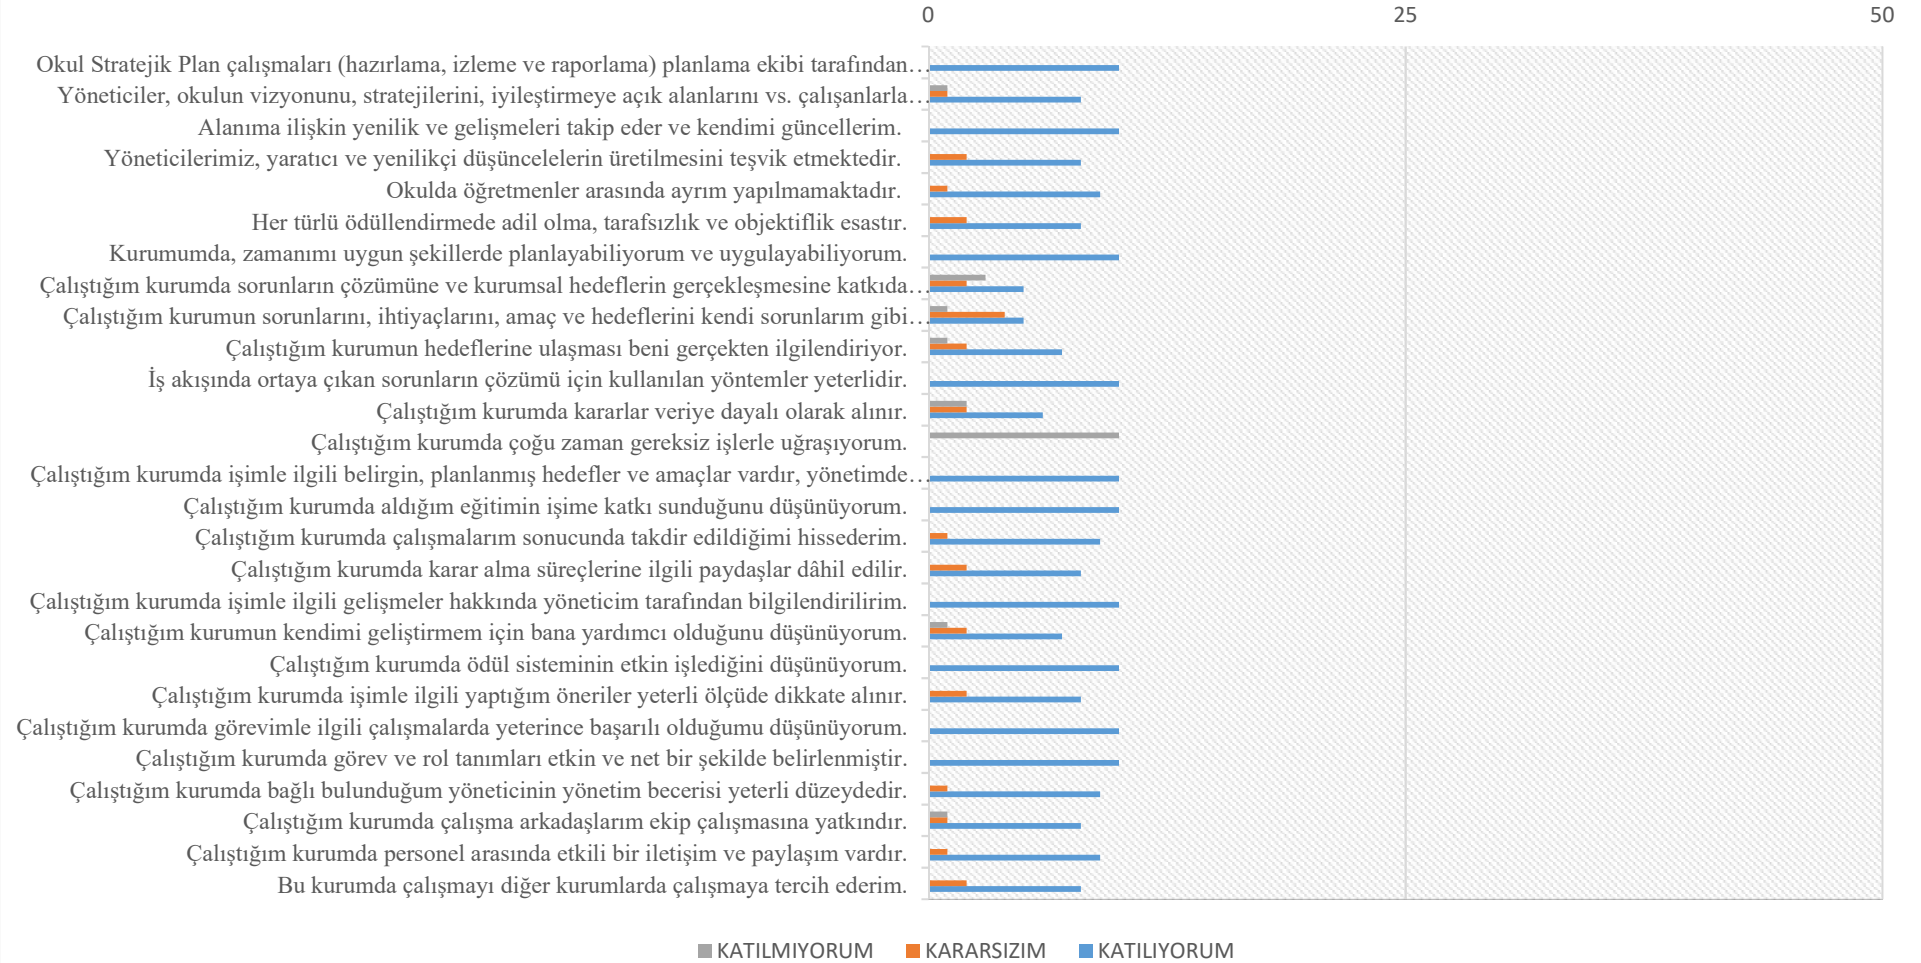 0 25 50
Okul Stratejik Plan çalışmaları (hazırlama, izleme ve raporlama) planlama ekibi tarafından…
Yöneticiler, okulun vizyonunu, stratejilerini, iyileştirmeye açık alanlarını vs. çalışanlarla…
Alanıma ilişkin yenilik ve gelişmeleri takip eder ve kendimi güncellerim.
Yöneticilerimiz, yaratıcı ve yenilikçi düşüncelelerin üretilmesini teşvik etmektedir.
Okulda öğretmenler arasında ayrım yapılmamaktadır.
Her türlü ödüllendirmede adil olma, tarafsızlık ve objektiflik esastır.
Kurumumda, zamanımı uygun şekillerde planlayabiliyorum ve uygulayabiliyorum.
Çalıştığım kurumda sorunların çözümüne ve kurumsal hedeflerin gerçekleşmesine katkıda…
Çalıştığım kurumun sorunlarını, ihtiyaçlarını, amaç ve hedeflerini kendi sorunlarım gibi…
Çalıştığım kurumun hedeflerine ulaşması beni gerçekten ilgilendiriyor.
İş akışında ortaya çıkan sorunların çözümü için kullanılan yöntemler yeterlidir.
Çalıştığım kurumda kararlar veriye dayalı olarak alınır.
Çalıştığım kurumda çoğu zaman gereksiz işlerle uğraşıyorum.
Çalıştığım kurumda işimle ilgili belirgin, planlanmış hedefler ve amaçlar vardır, yönetimde…
Çalıştığım kurumda aldığım eğitimin işime katkı sunduğunu düşünüyorum.
Çalıştığım kurumda çalışmalarım sonucunda takdir edildiğimi hissederim.
Çalıştığım kurumda karar alma süreçlerine ilgili paydaşlar dâhil edilir.
Çalıştığım kurumda işimle ilgili gelişmeler hakkında yöneticim tarafından bilgilendirilirim.
Çalıştığım kurumun kendimi geliştirmem için bana yardımcı olduğunu düşünüyorum.
Çalıştığım kurumda ödül sisteminin etkin işlediğini düşünüyorum.
Çalıştığım kurumda işimle ilgili yaptığım öneriler yeterli ölçüde dikkate alınır.
Çalıştığım kurumda görevimle ilgili çalışmalarda yeterince başarılı olduğumu düşünüyorum.
Çalıştığım kurumda görev ve rol tanımları etkin ve net bir şekilde belirlenmiştir.
Çalıştığım kurumda bağlı bulunduğum yöneticinin yönetim becerisi yeterli düzeydedir.
Çalıştığım kurumda çalışma arkadaşlarım ekip çalışmasına yatkındır.
Çalıştığım kurumda personel arasında etkili bir iletişim ve paylaşım vardır.
Bu kurumda çalışmayı diğer kurumlarda çalışmaya tercih ederim.
KATILMIYORUM KARARSIZIM KATILIYORUM